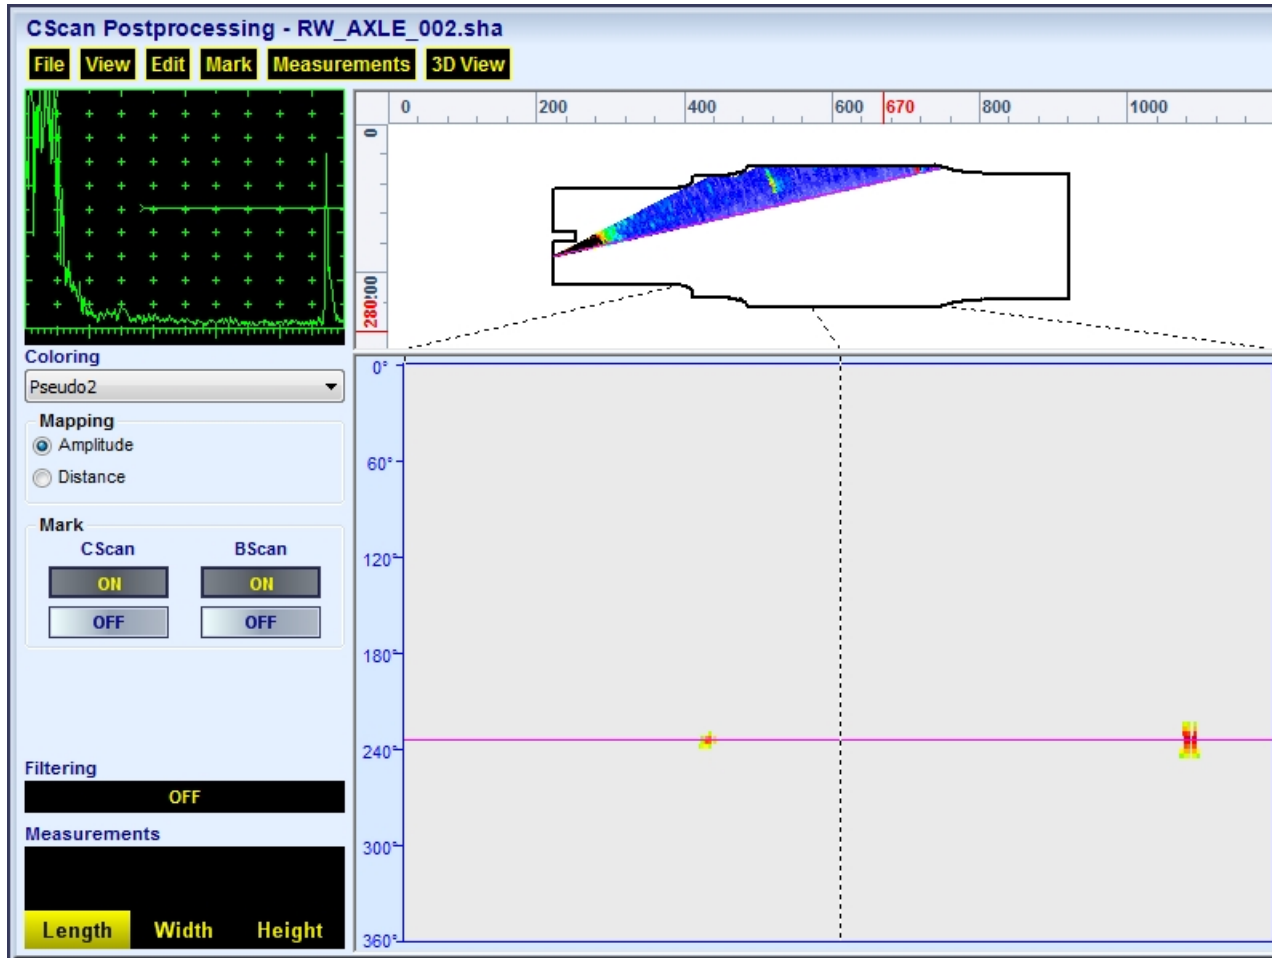 CScan Postprocessing - RW_AXLE_002.sha
File View Edit Mark Measurements 3D View
0 200 400 600 670 800 1000
0
200
280
Coloring
Pseudo2
Mapping
Amplitude
Distance
Mark
CScan BScan
ON ON
OFF OFF
Filtering
OFF
Measurements
Length Width Height
0°
60°
120°
180°
240°
300°
360°